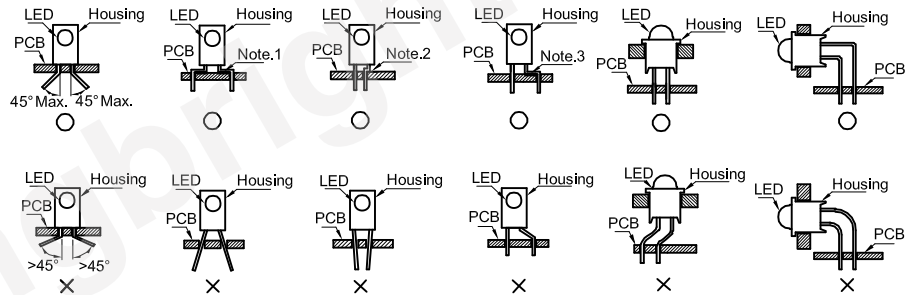 LED Housing
PCB
45°Max. 45°Max.
LED Housing
PCB Note.1
LED Housing
PCB Note.2
LED Housing
PCB Note.3
LED Housing
PCB
LED Housing
PCB
LED Housing
PCB
>45° >45°
LED Housing
PCB
LED Housing
PCB
LED Housing
PCB
LED Housing
PCB
LED Housing
PCB